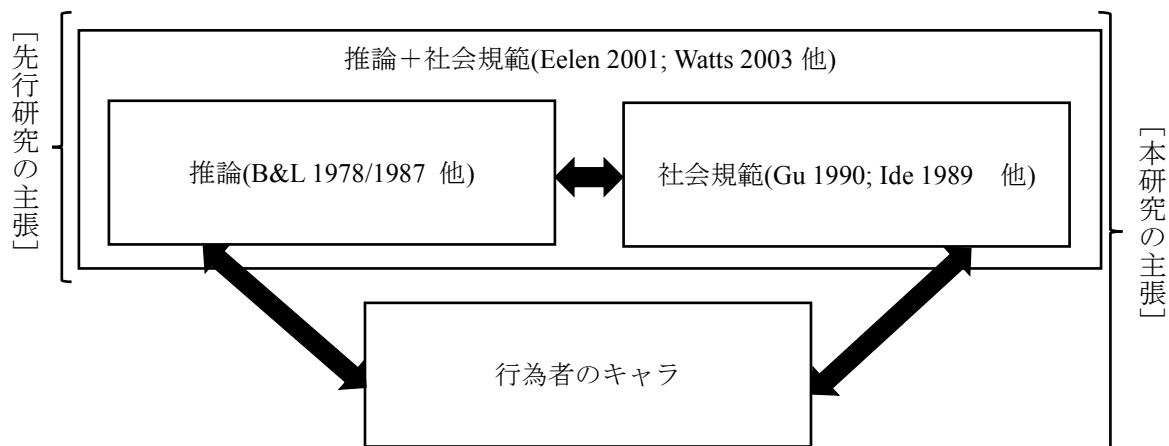 ［先行研究の主張］
推論＋社会規範(Eelen 2001; Watts 2003 他)
推論(B&L 1978/1987 他)
社会規範(Gu 1990; Ide 1989　他)
［本研究の主張］
行為者のキャラ